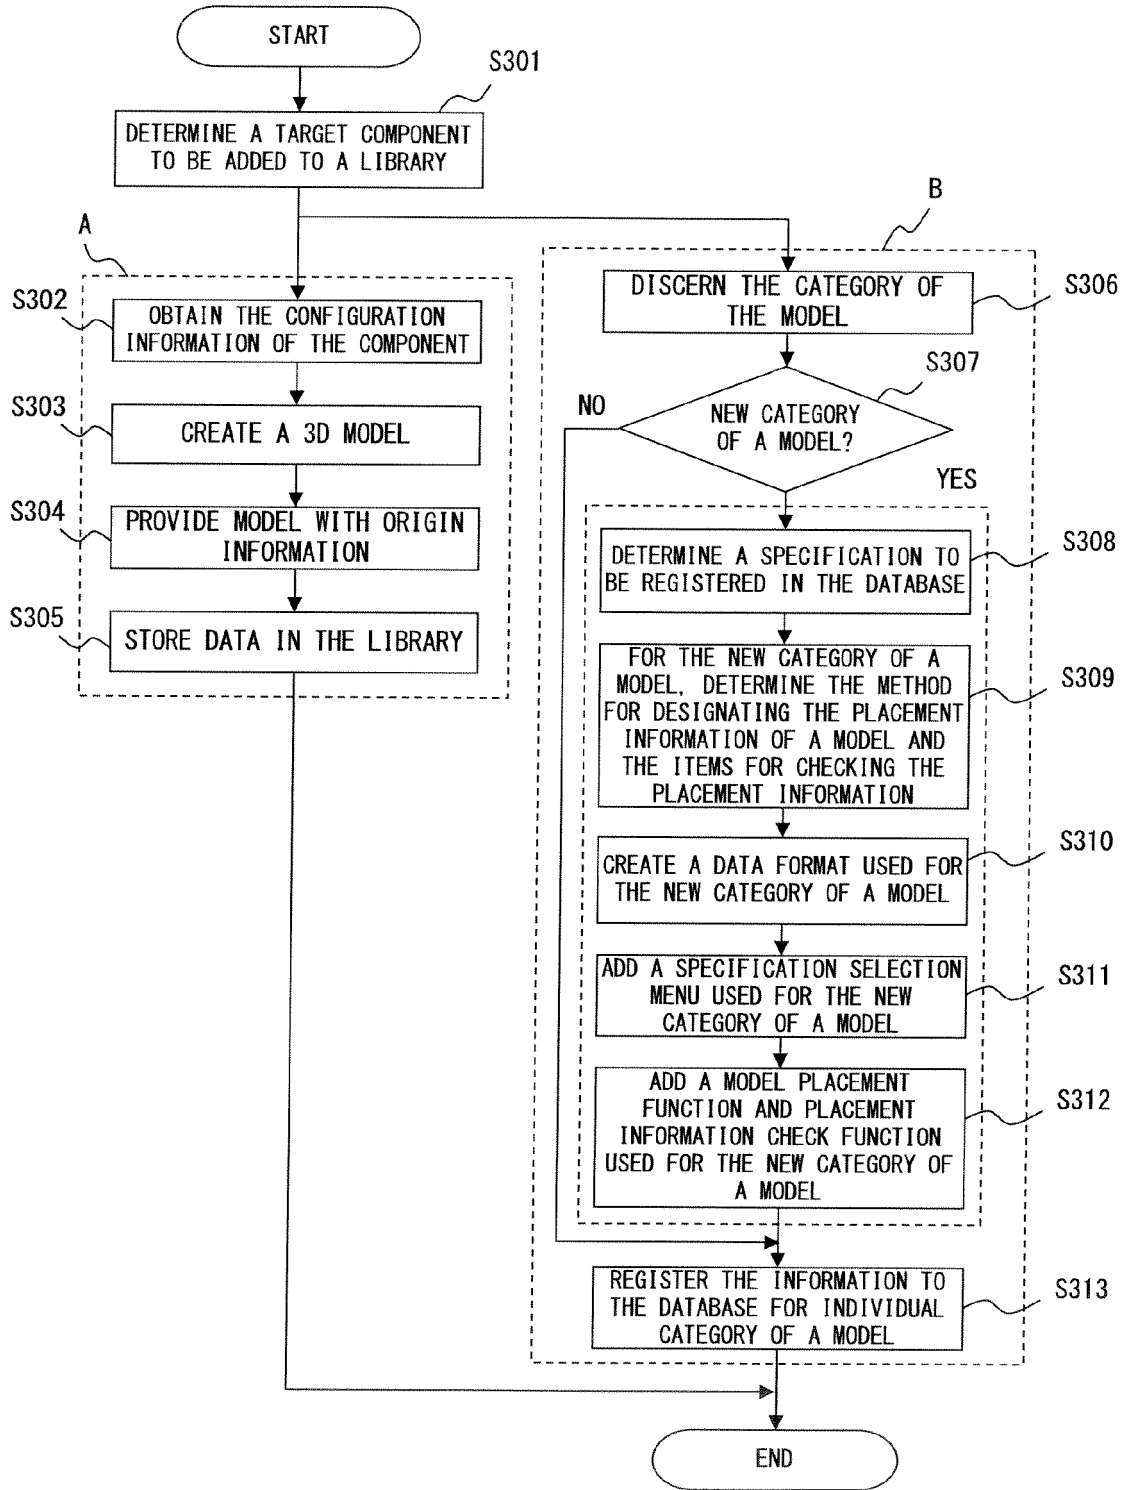 START
S301
DETERMINE A TARGET COMPONENT
TO BE ADDED TO A LIBRARY
A
S302
OBTAIN THE CONFIGURATION
INFORMATION OF THE COMPONENT
S303
CREATE A 3D MODEL
S304
PROVIDE MODEL WITH ORIGIN
INFORMATION
S305
STORE DATA IN THE LIBRARY
B
DISCERN THE CATEGORY OF
THE MODEL
S306
S307
NEW CATEGORY
OF A MODEL?
NO
YES
DETERMINE A SPECIFICATION TO
BE REGISTERED IN THE DATABASE
S308
FOR THE NEW CATEGORY OF A
MODEL, DETERMINE THE METHOD
FOR DESIGNATING THE PLACEMENT
INFORMATION OF A MODEL AND
THE ITEMS FOR CHECKING THE
PLACEMENT INFORMATION
S309
CREATE A DATA FORMAT USED FOR
THE NEW CATEGORY OF A MODEL
S310
ADD A SPECIFICATION SELECTION
MENU USED FOR THE NEW
CATEGORY OF A MODEL
S311
ADD A MODEL PLACEMENT
FUNCTION AND PLACEMENT
INFORMATION CHECK FUNCTION
USED FOR THE NEW CATEGORY OF
A MODEL
S312
REGISTER THE INFORMATION TO
THE DATABASE FOR INDIVIDUAL
CATEGORY OF A MODEL
S313
END